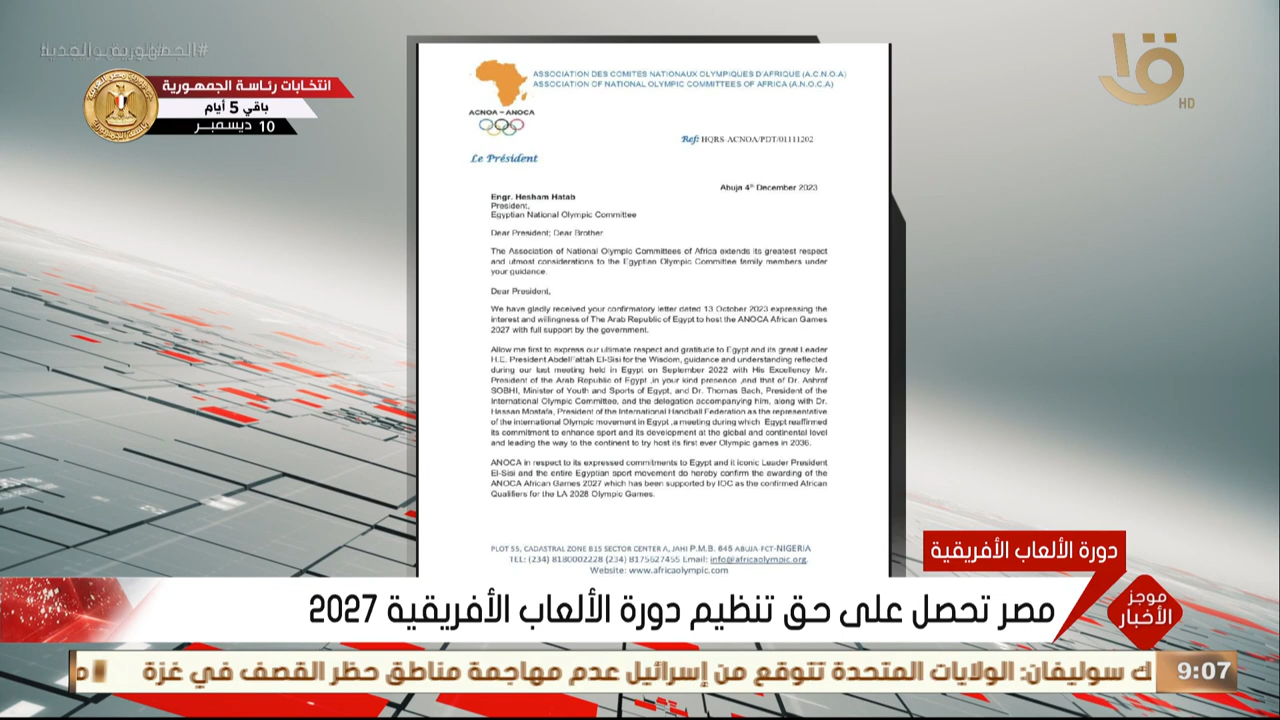 #الجمهورية_الجديدة
انتخابات رئاسة الجمهورية
باقي 5 أيام
10 ديسمبر
HD
ASSOCIATION DES COMITÉS NATIONAUX OLYMPIQUES D'AFRIQUE (A.C.N.O.A)
ASSOCIATION OF NATIONAL OLYMPIC COMMITTEES OF AFRICA (A.N.O.C.A)
ACNOA - ANOCA
Ref: HQRS-ACNOA/PDT/01111202
Le Président
Abuja 4th December 2023
Engr. Hesham Hatab
President,
Egyptian National Olympic Committee
Dear President; Dear Brother
The Association of National Olympic Committees of Africa extends its greatest respect
and utmost considerations to the Egyptian Olympic Committee family members under
your guidance.
Dear President,
We have gladly received your confirmatory letter dated 13 October 2023 expressing the
interest and willingness of The Arab Republic of Egypt to host the ANOCA African Games
2027 with full support by the government.
Allow me first to express our ultimate respect and gratitude to Egypt and its great Leader
H.E. President Abdelfattah El-Sisi for the Wisdom, guidance and understanding reflected
during our last meeting held in Egypt on September 2022 with His Excellency Mr.
President of the Arab Republic of Egypt ,in your kind presence ,and that of Dr. Ashraf
SOBHI, Minister of Youth and Sports of Egypt, and Dr. Thomas Bach, President of the
International Olympic Committee, and the delegation accompanying him, along with Dr.
Hassan Mostafa, President of the International Handball Federation as the representative
of the international Olympic movement in Egypt ,a meeting during which Egypt reaffirmed
its commitment to enhance sport and its development at the global and continental level
and leading the way to the continent to try host its first ever Olympic games in 2036.
ANOCA in respect to its expressed commitments to Egypt and it iconic Leader President
El-Sisi and the entire Egyptian sport movement do hereby confirm the awarding of the
ANOCA African Games 2027 which has been supported by IOC as the confirmed African
Qualifiers for the LA 2028 Olympic Games.
PLOT 55, CADASTRAL ZONE B15 SECTOR CENTER A, JAHI P.M.B. 645 ABUJA-FCT-NIGERIA
TEL: (234) 8180002228 (234) 8175627455 Email: info@africaolympic.org.
Website: www.africaolympic.com
دورة الألعاب الأفريقية
موجز الأخبار
مصر تحصل على حق تنظيم دورة الألعاب الأفريقية 2027
9:07
ك سوليفان: الولايات المتحدة تتوقع من إسرائيل عدم مهاجمة مناطق حظر القصف في غزة